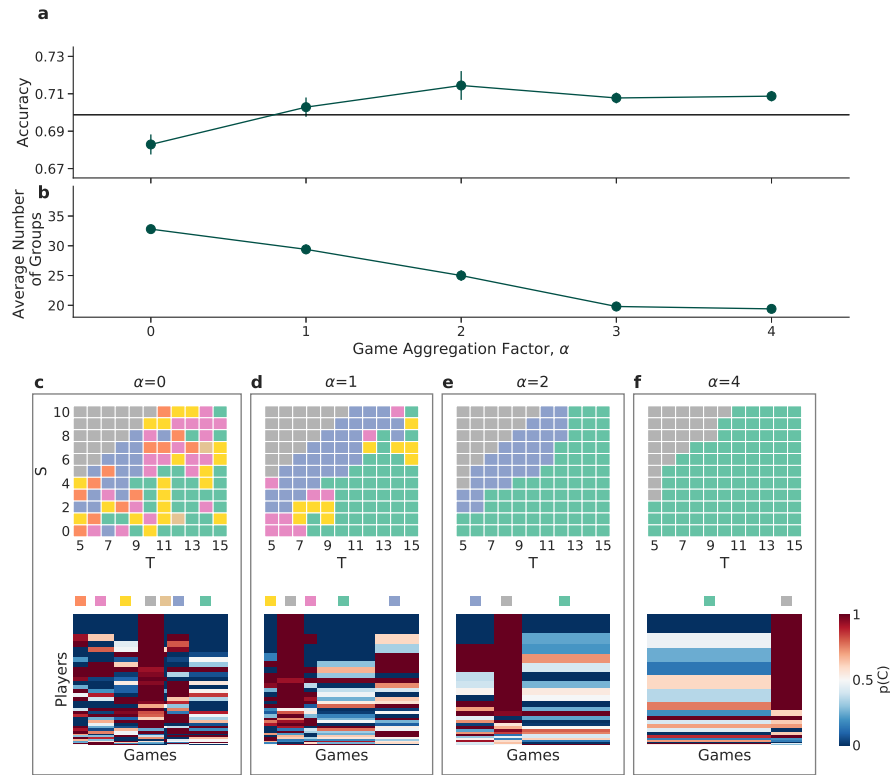 a
0.73
0.71
0.69
0.67
Accuracy
b
35
30
25
20
Average Number
of Groups
0 1 2 3 4
Game Aggregation Factor, α
c α=0
d α=1
e α=2
f α=4
10
8
6
4
2
0
S
5 7 9 11 13 15
T
5 7 9 11 13 15
T
5 7 9 11 13 15
T
5 7 9 11 13 15
T
Players
Games
Games
Games
Games
1
0.5
0
p(C)